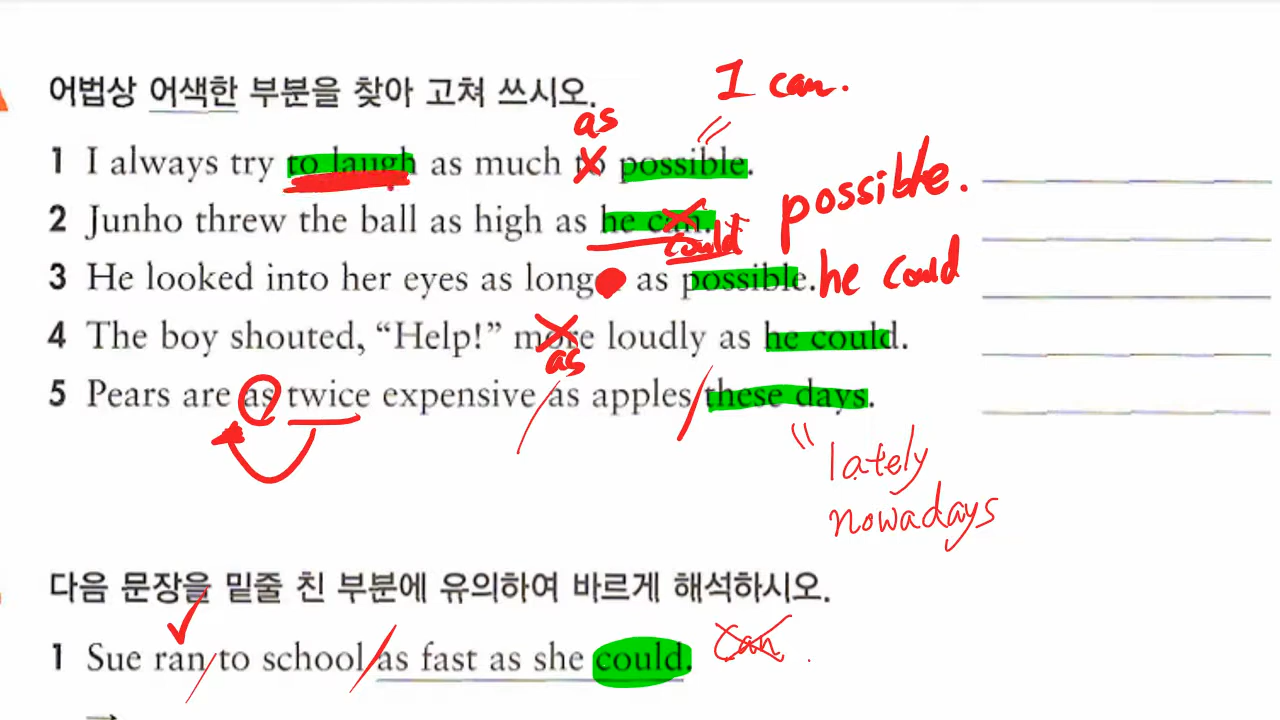 어법상 어색한 부분을 찾아 고쳐 쓰시오.
I can.
as
1 I always try to laugh as much to possible.
possible.
2 Junho threw the ball as high as he can.
could
3 He looked into her eyes as long as possible. he could
4 The boy shouted, “Help!” more loudly as he could.
as
5 Pears are as twice expensive as apples these days.
lately
nowadays
다음 문장을 밑줄 친 부분에 유의하여 바르게 해석하시오.
1 Sue ran to school as fast as she could. can
→